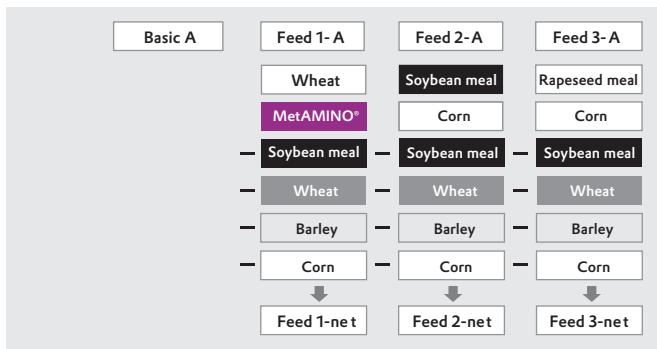 Basic A Feed 1-A Feed 2-A Feed 3-A
Wheat Soybean meal Rapeseed meal
MetAMINO® Corn Corn
– Soybean meal – Soybean meal – Soybean meal
– Wheat – Wheat – Wheat
– Barley – Barley – Barley
– Corn – Corn – Corn
Feed 1-net Feed 2-net Feed 3-net